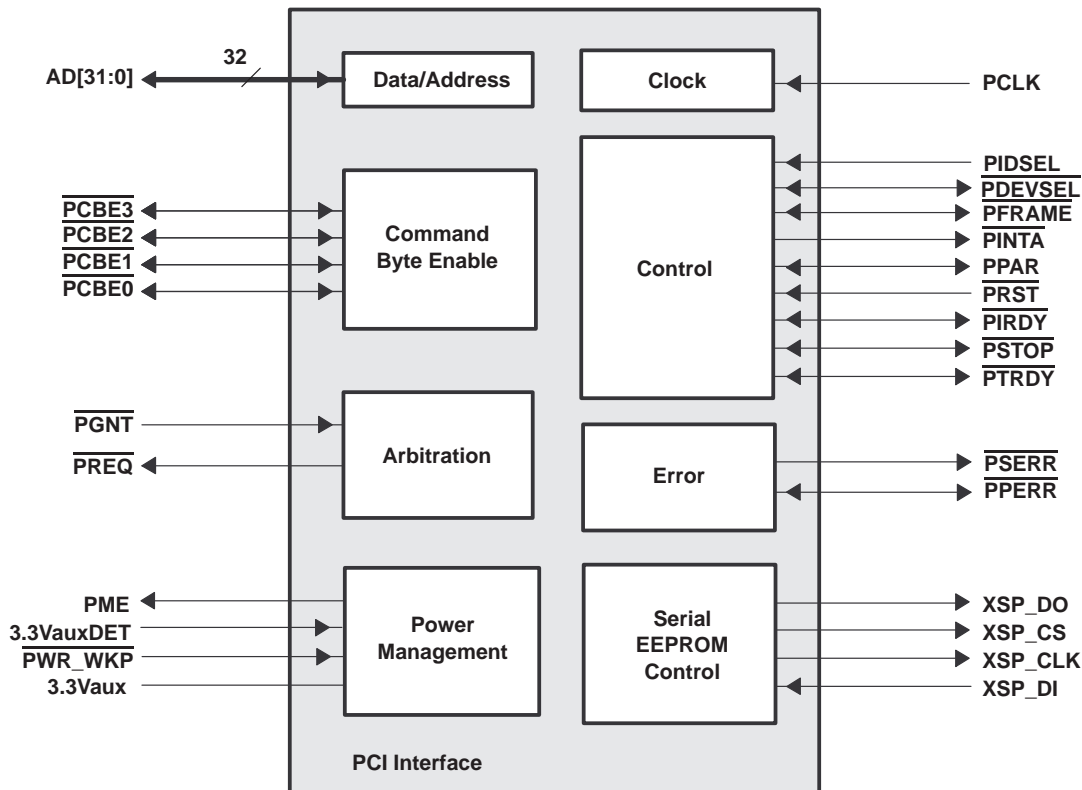 32
AD[31:0]
Data/Address
Clock
PCLK
PCBE3
PCBE2
PCBE1
PCBE0
Command
Byte Enable
Control
PIDSEL
PDEVSEL
PFRAME
PINTA
PPAR
PRST
PIRDY
PSTOP
PTRDY
PGNT
PREQ
Arbitration
Error
PSERR
PPERR
PME
3.3VauxDET
PWR_WKP
3.3Vaux
Power
Management
Serial
EEPROM
Control
XSP_DO
XSP_CS
XSP_CLK
XSP_DI
PCI Interface